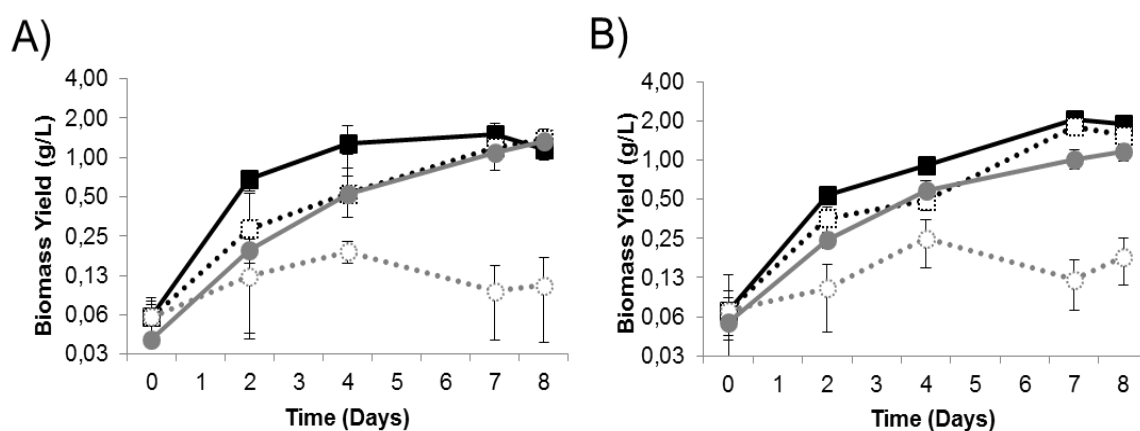 A)
Biomass Yield (g/L)
4,00
2,00
1,00
0,50
0,25
0,13
0,06
0,03
0 1 2 3 4 5 6 7 8
Time (Days)
B)
Biomass Yield (g/L)
4,00
2,00
1,00
0,50
0,25
0,13
0,06
0,03
0 1 2 3 4 5 6 7 8
Time (Days)